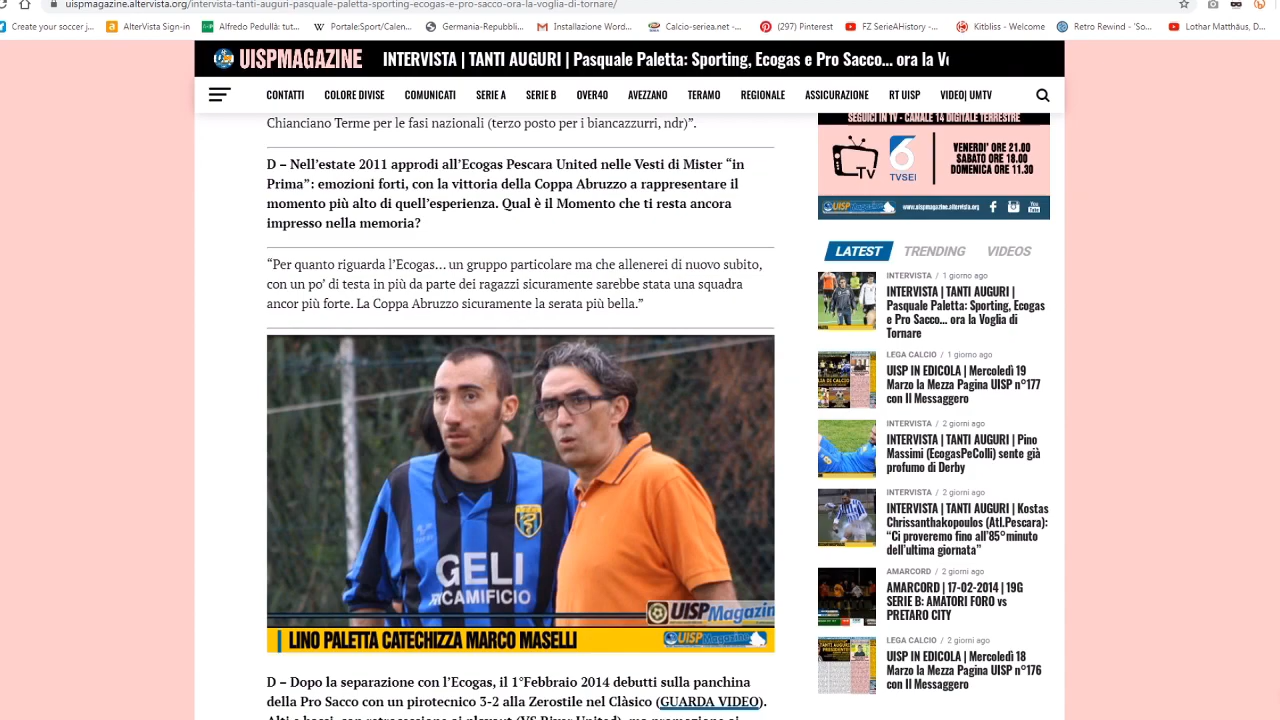 uispmagazine.altervista.org/intervista-tanti-auguri-pasquale-paletta-sporting-ecogas-e-pro-sacco-ora-la-voglia-di-tornare/
Create your soccer j...
AlterVista Sign-in
Alfredo Pedullà: tut...
Portale:Sport/Calen...
Germania-Repubbli...
Installazione Word...
Calcio-seriea.net -...
(297) Pinterest
FZ SerieAHistory -...
Kitbliss - Welcome
Retro Rewind - 'So...
Lothar Matthäus, D...
UISPMAGAZINE
INTERVISTA | TANTI AUGURI | Pasquale Paletta: Sporting, Ecogas e Pro Sacco... ora la
CONTATTI COLORE DIVISE COMUNICATI SERIE A SERIE B OVER40 AVEZZANO TERAMO REGIONALE ASSICURAZIONE RT UISP VIDEO| UMTV
Chianciano Terme per le fasi nazionali (terzo posto per i biancazzurri, ndr)”.
D – Nell’estate 2011 approdi all’Ecogas Pescara United nelle Vesti di Mister “in
Prima”: emozioni forti, con la vittoria della Coppa Abruzzo a rappresentare il
momento più alto di quell’esperienza. Qual è il Momento che ti resta ancora
impresso nella memoria?
“Per quanto riguarda l’Ecogas… un gruppo particolare ma che allenerei di nuovo subito,
con un po’ di testa in più da parte dei ragazzi sicuramente sarebbe stata una squadra
ancor più forte. La Coppa Abruzzo sicuramente la serata più bella.”
GELI
RICAMIFICIO
UISPMagazin
LINO PALETTA CATECHIZZA MARCO MASELLI
UISPMagazine
D – Dopo la separazione con l’Ecogas, il 1°Febbraio 2014 debutti sulla panchina
della Pro Sacco con un pirotecnico 3-2 alla Zerostile nel Clàsico (GUARDA VIDEO).
Alti e bassi, con retrocessione ai playout (VS River United), ma promozione ai
SEGUICI IN TV - CANALE 14 DIGITALE TERRESTRE
TV
6
TVSEI
VENERDI' ORE 21.00
SABATO ORE 18.00
DOMENICA ORE 11.30
UISPMagazine
www.uispmagazine.altervista.org
You
Tube
LATEST TRENDING VIDEOS
INTERVISTA / 1 giorno ago
INTERVISTA | TANTI AUGURI |
Pasquale Paletta: Sporting, Ecogas
e Pro Sacco… ora la Voglia di
Tornare
LEGA CALCIO / 1 giorno ago
UISP IN EDICOLA | Mercoledì 19
Marzo la Mezza Pagina UISP n°177
con Il Messaggero
INTERVISTA / 2 giorni ago
INTERVISTA | TANTI AUGURI | Pino
Massimi (EcogasPeColli) sente già
profumo di Derby
INTERVISTA / 2 giorni ago
INTERVISTA | TANTI AUGURI | Kostas
Chrissanthakopoulos (Atl.Pescara):
“Ci proveremo fino all’85°minuto
dell’ultima giornata”
AMARCORD / 2 giorni ago
AMARCORD | 17-02-2014 | 19G
SERIE B: AMATORI FORO vs
PRETARO CITY
LEGA CALCIO / 2 giorni ago
UISP IN EDICOLA | Mercoledì 18
Marzo la Mezza Pagina UISP n°176
con Il Messaggero